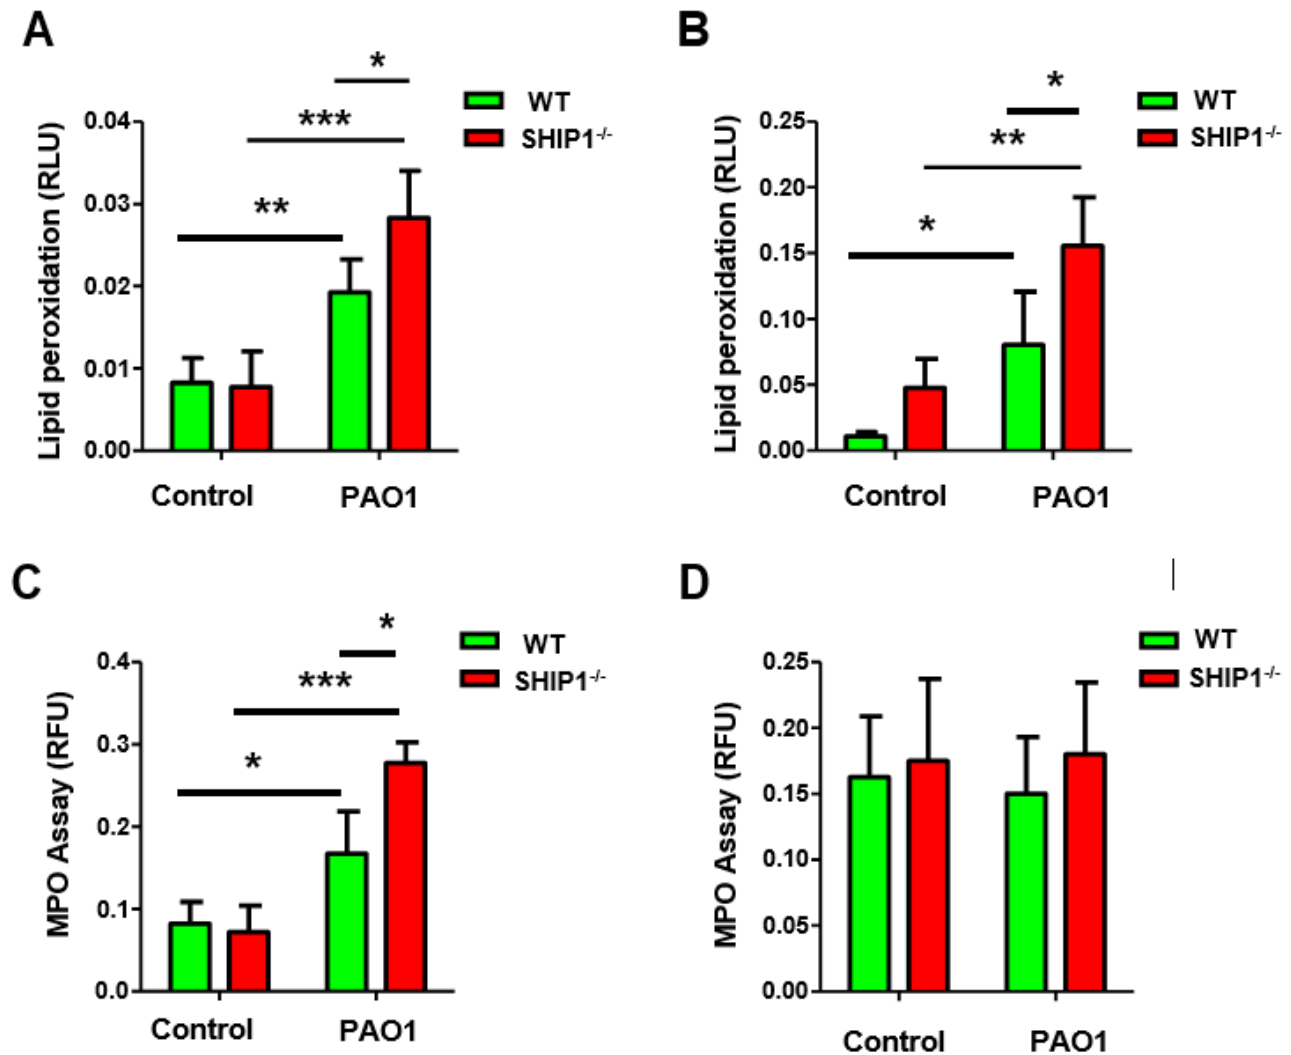 A
*
WT
SHIP1-/-
***
**
0.04
0.03
0.02
0.01
0.00
Lipid peroxidation (RLU)
Control
PAO1
B
*
WT
SHIP1-/-
**
*
0.25
0.20
0.15
0.10
0.05
0.00
Lipid peroxidation (RLU)
Control
PAO1
C
*
WT
SHIP1-/-
***
*
0.4
0.3
0.2
0.1
0.0
MPO Assay (RFU)
Control
PAO1
D
WT
SHIP1-/-
0.25
0.20
0.15
0.10
0.05
0.00
MPO Assay (RFU)
Control
PAO1